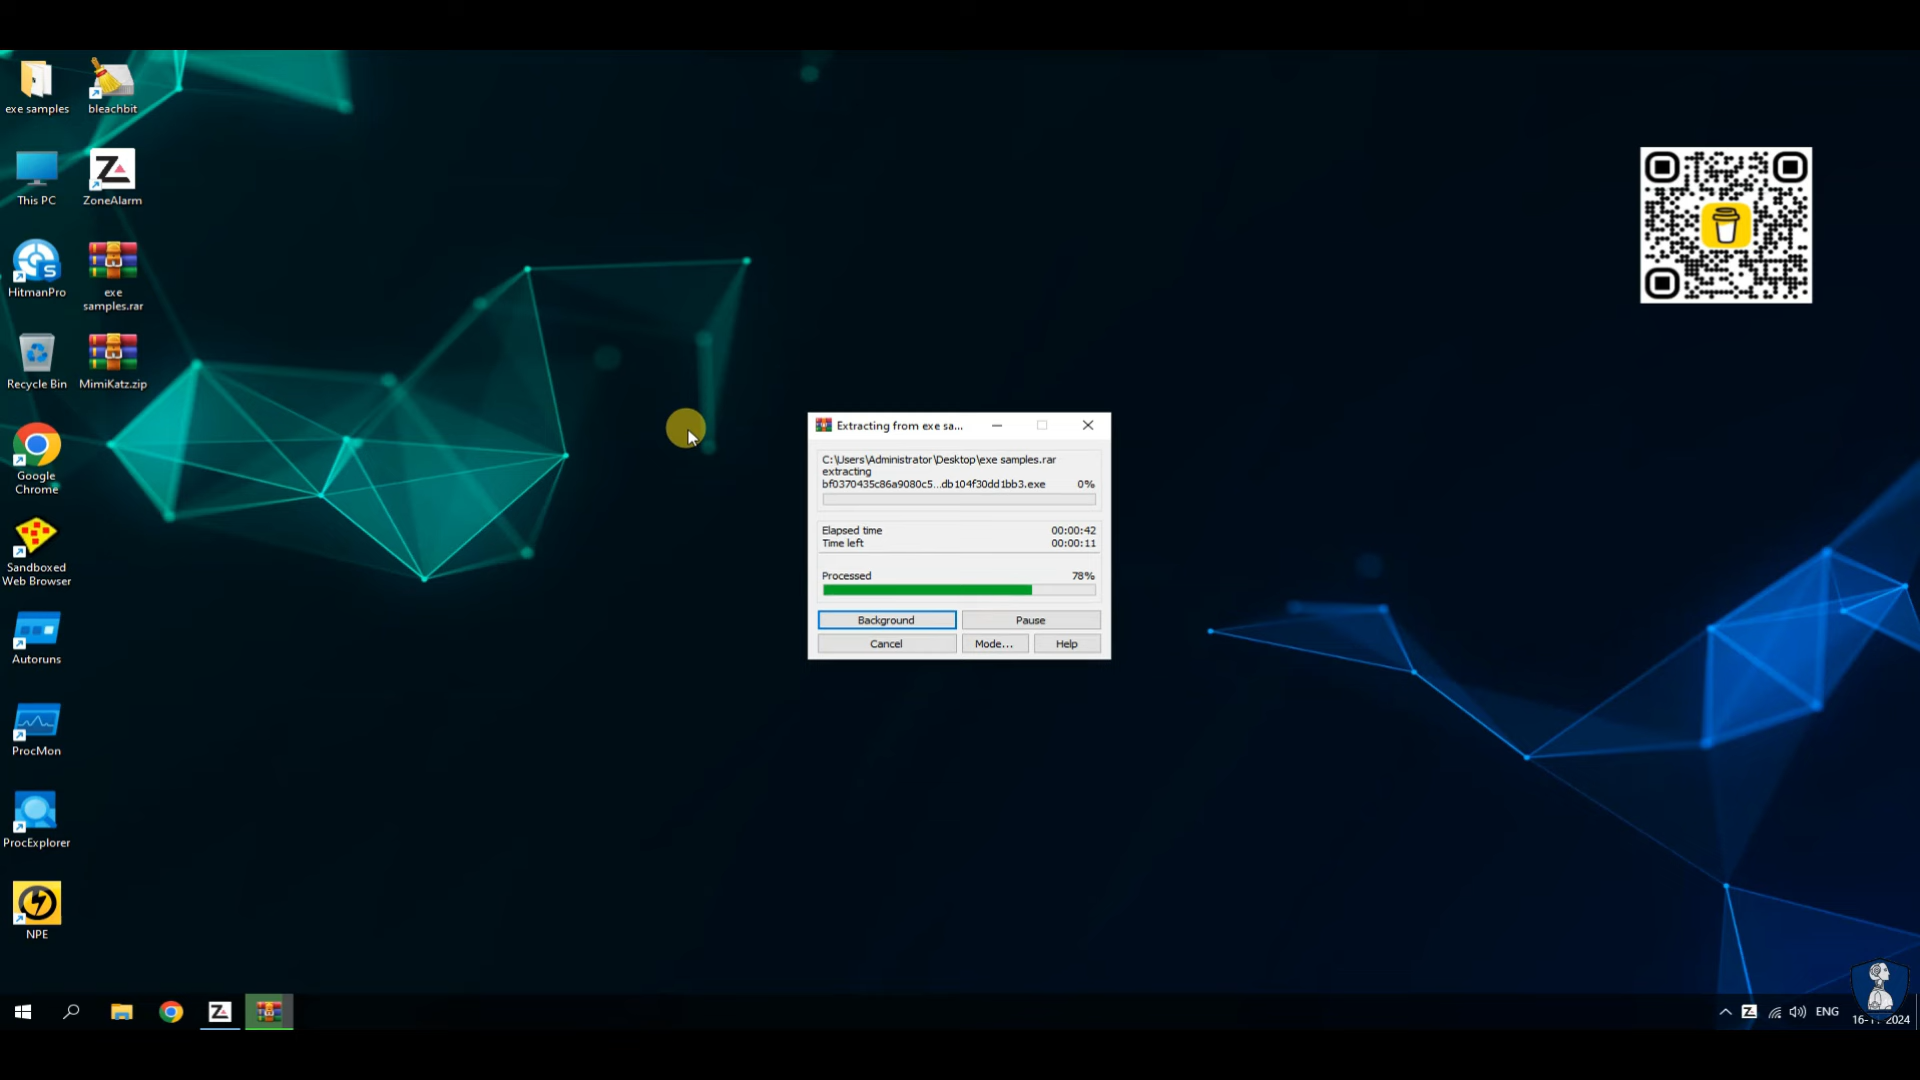 exe samples
bleachbit
This PC
ZoneAlarm
HitmanPro
exe
samples.rar
Recycle Bin
MimiKatz.zip
Google
Chrome
Sandboxed
Web Browser
Autoruns
ProcMon
ProcExplorer
NPE
Extracting from exe sa...
C:\Users\Administrator\Desktop\exe samples.rar
extracting
bf0370435c86a9080c5...db104f30dd1bb3.exe 0%
Elapsed time 00:00:42
Time left 00:00:11
Processed 78%
Background Pause
Cancel Mode... Help
ENG